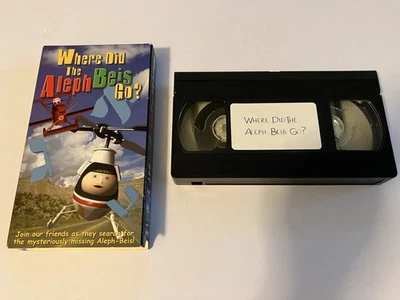 Where Did
The
Aleph Beis
Go?
א
ג
Join our friends as they search for
the mysteriously missing Aleph-Beis!
WHERE DID THE
ALEPH-BEIS GO?